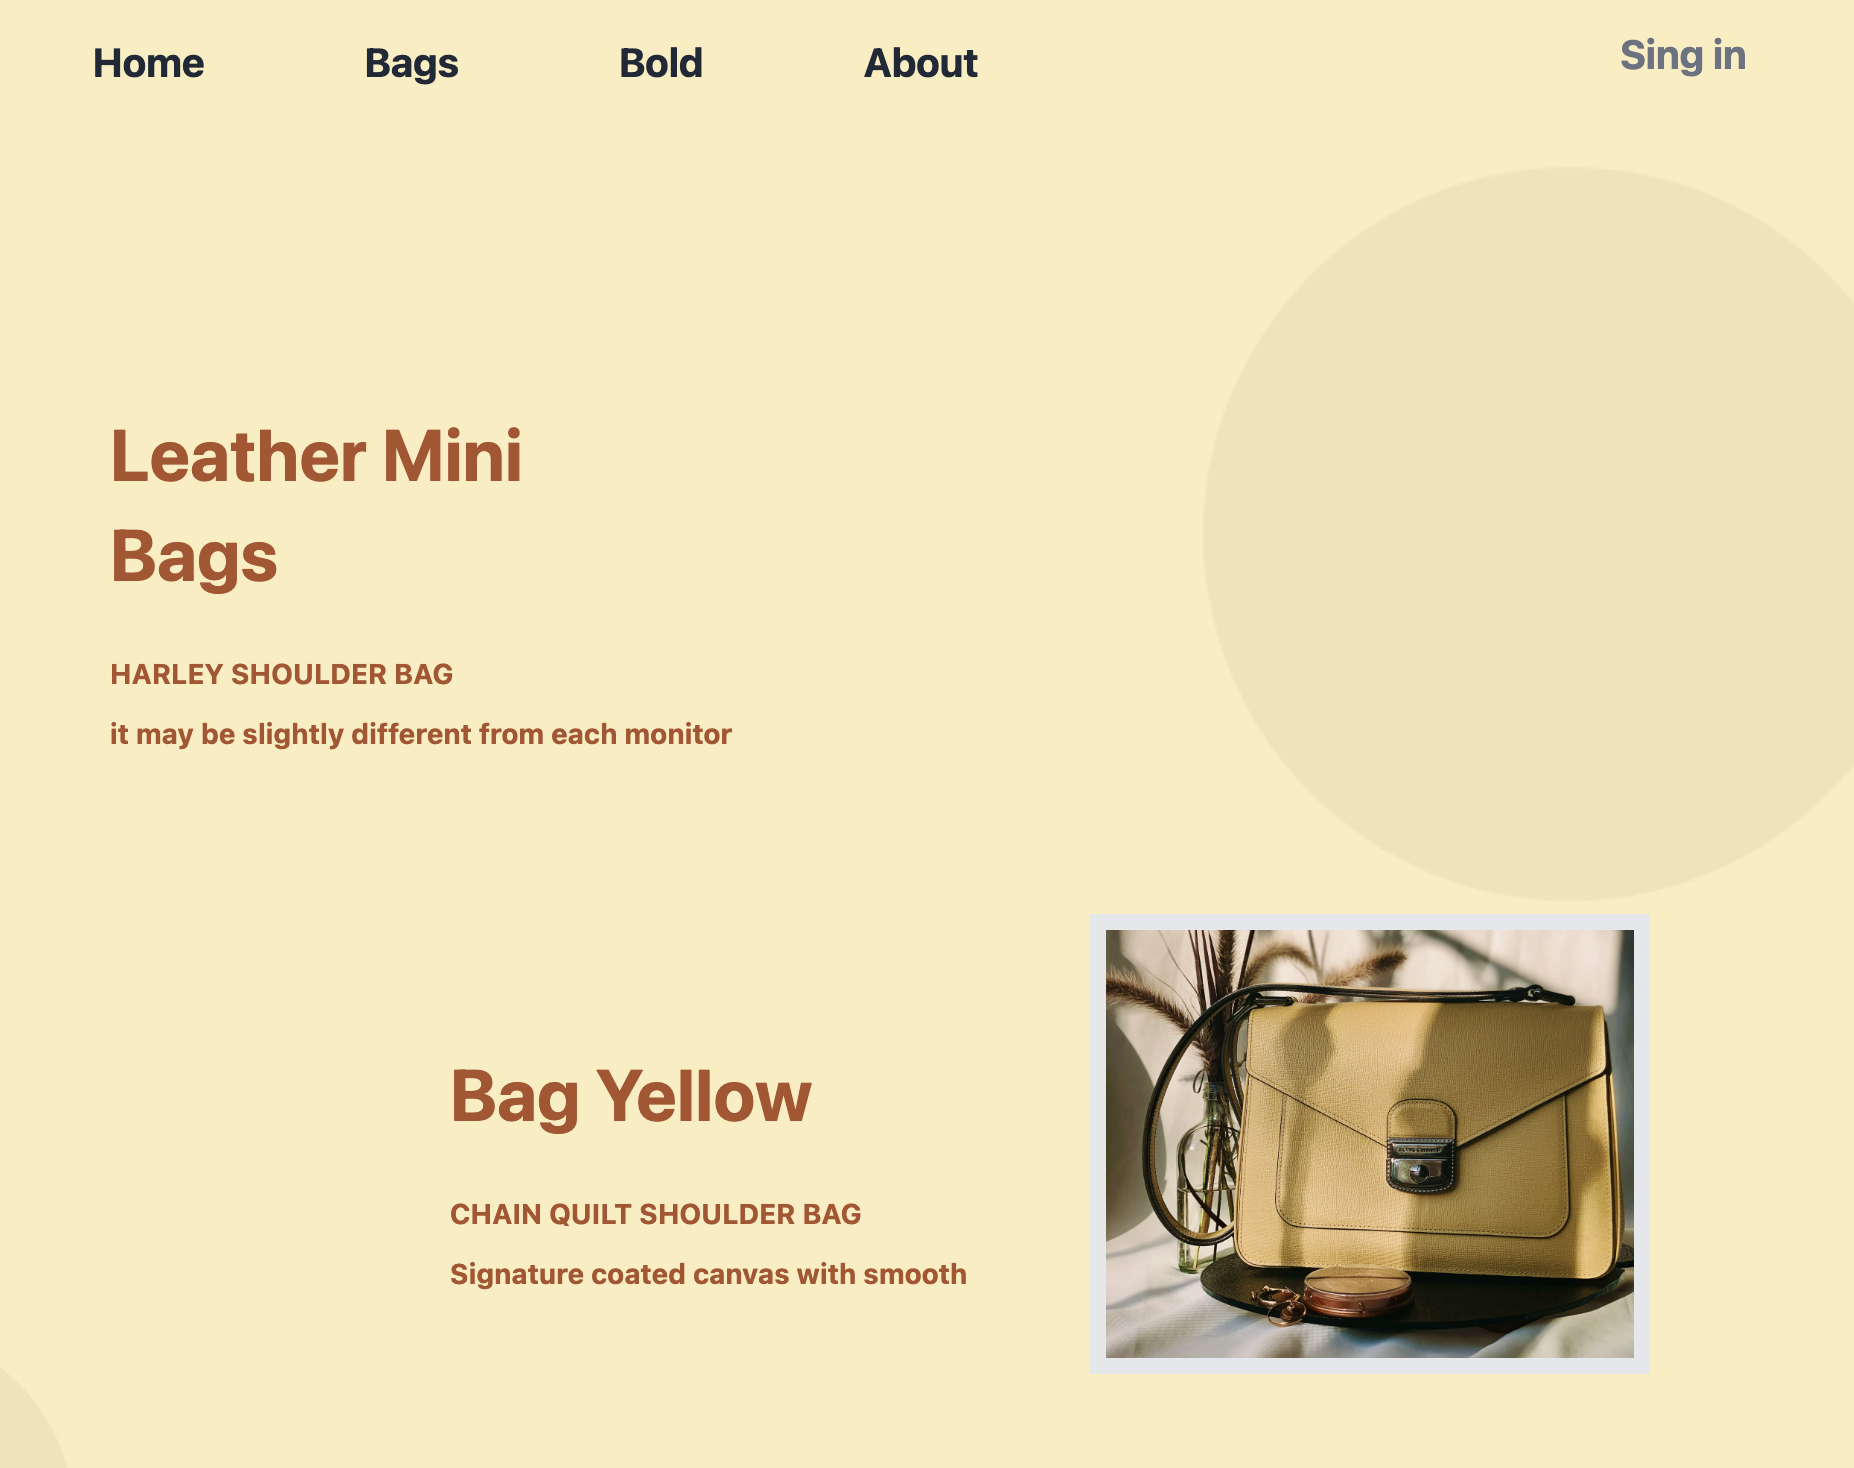 Home Bags Bold About Sing in
Leather Mini
Bags
HARLEY SHOULDER BAG
it may be slightly different from each monitor
Bag Yellow
CHAIN QUILT SHOULDER BAG
Signature coated canvas with smooth